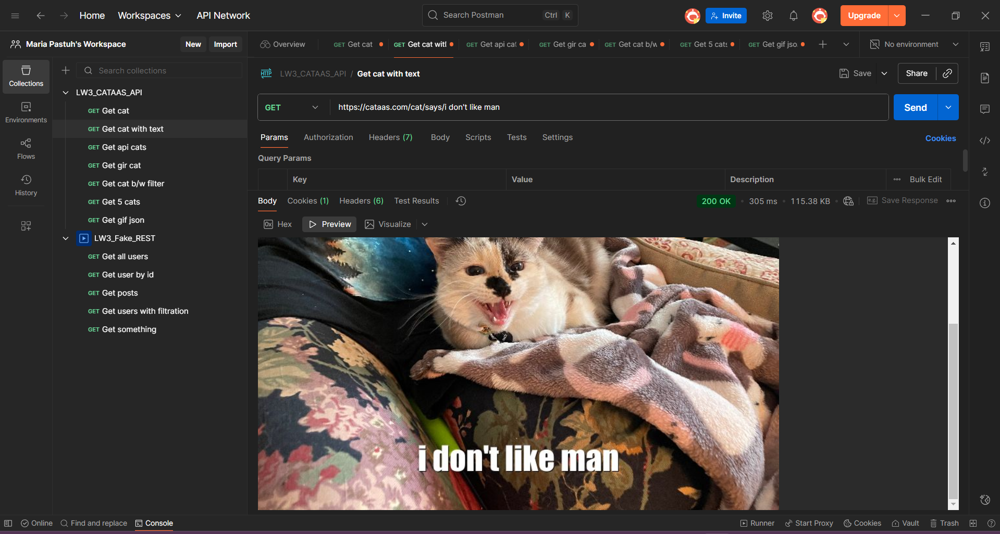 Home Workspaces API Network Search Postman Ctrl K Invite Upgrade
Maria Pastuh's Workspace New Import
Overview GET Get cat GET Get cat witl GET Get api ca GET Get gir ca GET Get cat b/w GET Get 5 cats GET Get gif jso. No environment
Search collections
LW3_CATAAS_API
GET Get cat
GET Get cat with text
GET Get api cats
GET Get gir cat
GET Get cat b/w filter
GET Get 5 cats
GET Get gif json
LW3_Fake_REST
GET Get all users
GET Get user by id
GET Get posts
GET Get users with filtration
GET Get something
Collections
Environments
Flows
History
HTTP LW3_CATAAS_API / Get cat with text Save Share
GET https://cataas.com/cat/says/i don't like man Send
Params Authorization Headers (7) Body Scripts Tests Settings Cookies
Query Params
Key Value Description Bulk Edit
Body Cookies (1) Headers (6) Test Results 200 OK 305 ms 115.38 KB e.g. Save Response
0x Hex Preview Visualize
i don't like man
Online Find and replace Console Runner Start Proxy Cookies Vault Trash